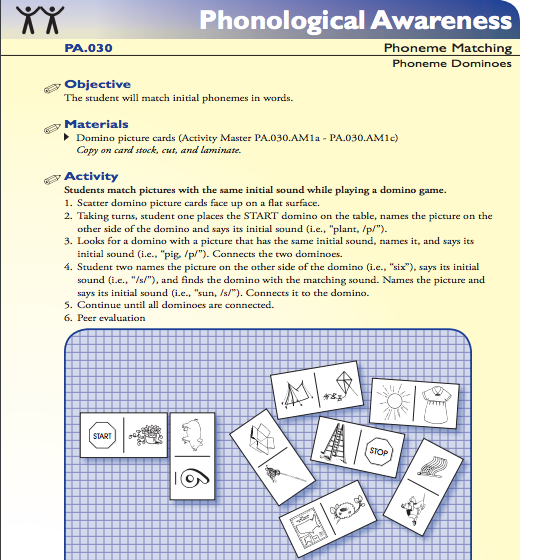 Phonological Awareness
PA.030
Phoneme Matching
Phoneme Dominoes
Objective
The student will match initial phonemes in words.
Materials
Domino picture cards (Activity Master PA.030.AM1a - PA.030.AM1c)
Copy on card stock, cut, and laminate.
Activity
Students match pictures with the same initial sound while playing a domino game.
1. Scatter domino picture cards face up on a flat surface.
2. Taking turns, student one places the START domino on the table, names the picture on the
other side of the domino and says its initial sound (i.e., “plant, /p/”).
3. Looks for a domino with a picture that has the same initial sound, names it, and says its
initial sound (i.e., “pig, /p/”). Connects the two dominoes.
4. Student two names the picture on the other side of the domino (i.e., “six”), says its initial
sound (i.e., “/s/”), and finds the domino with the matching sound. Names the picture and
says its initial sound (i.e., “sun, /s/”). Connects it to the domino.
5. Continue until all dominoes are connected.
6. Peer evaluation
START
6
STOP